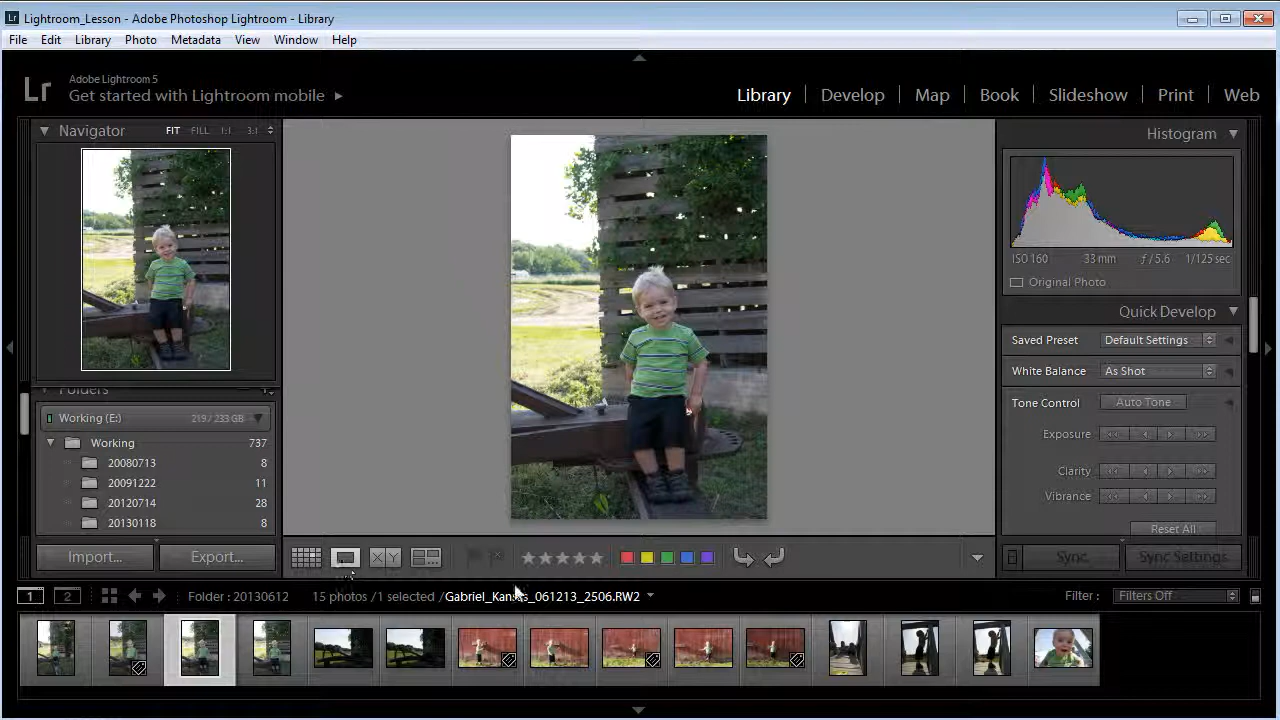 Lightroom_Lesson - Adobe Photoshop Lightroom - Library
File Edit Library Photo Metadata View Window Help
Lr Adobe Lightroom 5
Get started with Lightroom mobile
Library Develop Map Book Slideshow Print Web
Navigator FIT FILL 1:1 3:1
Histogram
ISO 160 33 mm ƒ / 5.6 1/125 sec
Original Photo
Quick Develop
Saved Preset Default Settings
White Balance As Shot
Tone Control Auto Tone
Exposure
Clarity
Vibrance
Reset All
Folders
Working (E:) 219 / 233 GB
Working 737
20080713 8
20091222 11
20120714 28
20130118 8
Import... Export...
X Y
Sync Sync Settings
1 2 Folder : 20130612 15 photos /1 selected /Gabriel_Kansas_061213_2506.RW2 Filter : Filters Off